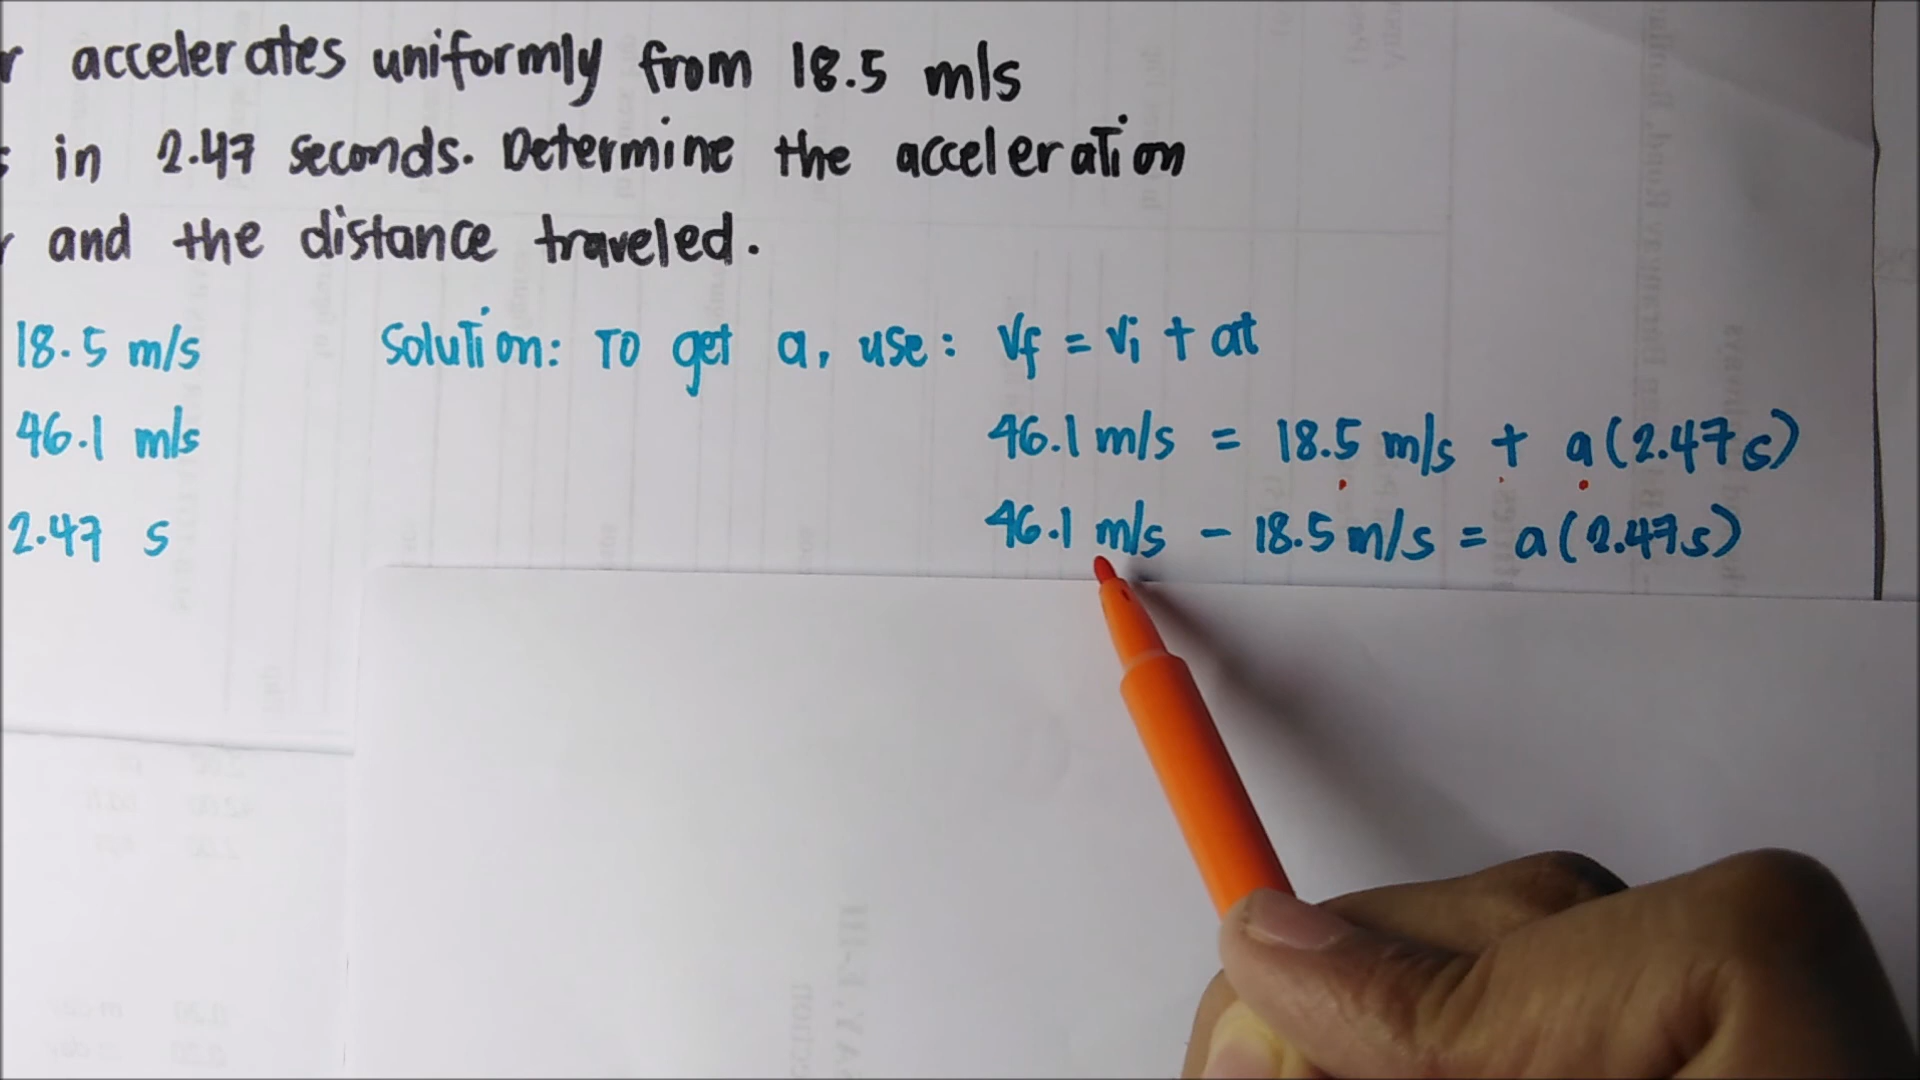 accelerates uniformly from 18.5 m/s
in 2.47 seconds. Determine the acceleration
and the distance traveled.
18.5 m/s
Solution: To get a, use: Vf = Vi + at
46.1 m/s
46.1 m/s = 18.5 m/s + a(2.47s)
2.47 s
46.1 m/s - 18.5 m/s = a(2.47s)